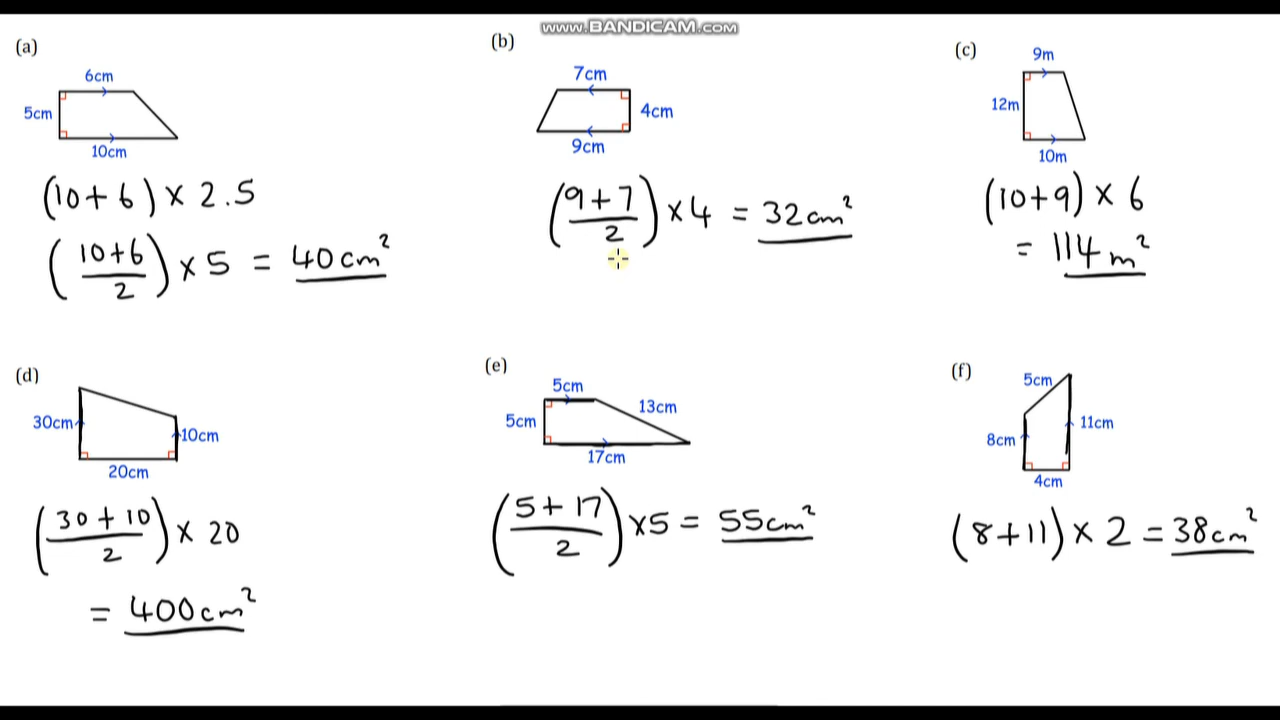 www.BANDICAM.com
(a)
6cm
5cm
10cm
(10+6) × 2.5
(10+6/2) × 5 = 40cm²
(b)
7cm
4cm
9cm
(9+7/2) × 4 = 32cm²
(c)
9m
12m
10m
(10+9) × 6
= 114m²
(d)
30cm
10cm
20cm
(30+10/2) × 20
= 400cm²
(e)
5cm
13cm
5cm
17cm
(5+17/2) ×5 = 55cm²
(f)
5cm
8cm
11cm
4cm
(8+11) × 2 = 38cm²